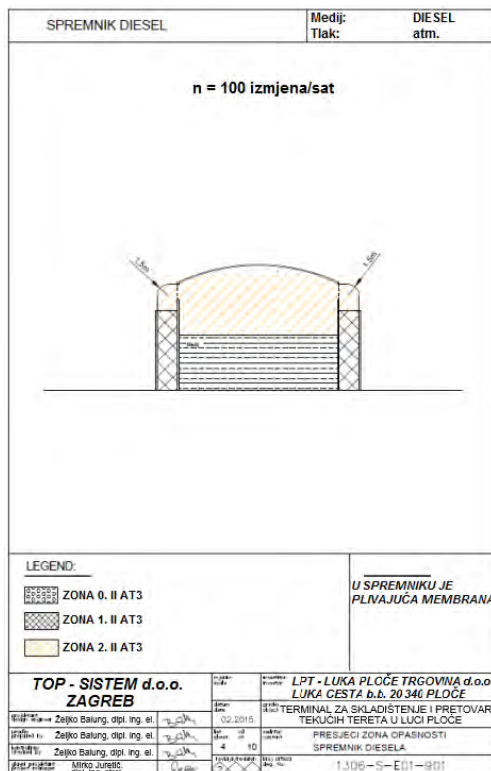 SPREMNIK DIESEL
Medij: DIESEL
Tlak: atm.
n = 100 izmjena/sat
1,5m
1,5m
LEGEND:
ZONA 0. II AT3
ZONA 1. II AT3
ZONA 2. II AT3
U SPREMNIKU JE
PLIVAJUĆA MEMBRANA
TOP - SISTEM d.o.o.
ZAGREB
LPT - LUKA PLOČE TRGOVINA d.o.o.
LUKA CESTA b.b. 20 340 PLOČE
Željko Balung, dipl. ing. el.
02.2015.
TERMINAL ZA SKLADIŠTENJE I PRETOVAR
TEKUĆIH TERETA U LUCI PLOČE
Željko Balung, dipl. ing. el.
4 10
PRESJECI ZONA OPASNOSTI
SPREMNIK DIESELA
Željko Balung, dipl. ing. el.
Mirko Juretić,
1306-S-E01-901